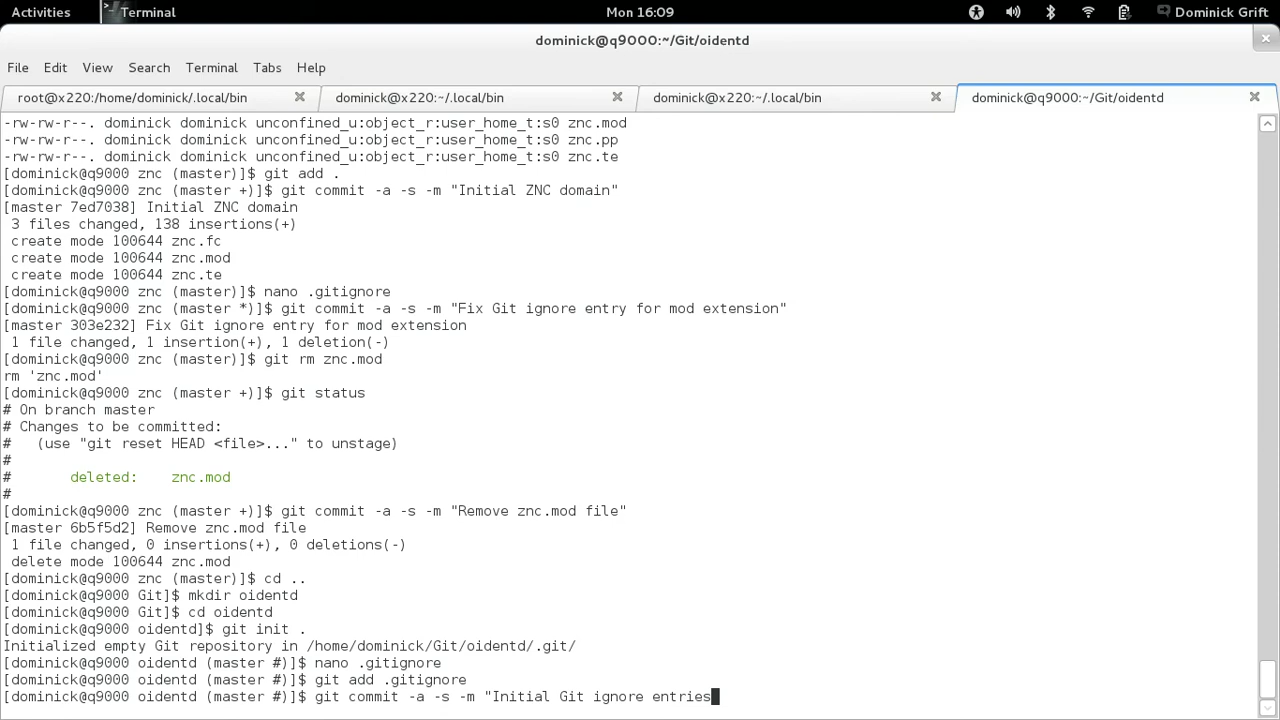 Activities Terminal Mon 16:09 Dominick Grift
dominick@q9000:~/Git/oidentd
File Edit View Search Terminal Tabs Help
root@x220:/home/dominick/.local/bin dominick@x220:~/.local/bin dominick@x220:~/.local/bin dominick@q9000:~/Git/oidentd
-rw-rw-r--. dominick dominick unconfined_u:object_r:user_home_t:s0 znc.mod
-rw-rw-r--. dominick dominick unconfined_u:object_r:user_home_t:s0 znc.pp
-rw-rw-r--. dominick dominick unconfined_u:object_r:user_home_t:s0 znc.te
[dominick@q9000 znc (master)]$ git add .
[dominick@q9000 znc (master +)]$ git commit -a -s -m "Initial ZNC domain"
[master 7ed7038] Initial ZNC domain
 3 files changed, 138 insertions(+)
 create mode 100644 znc.fc
 create mode 100644 znc.mod
 create mode 100644 znc.te
[dominick@q9000 znc (master)]$ nano .gitignore
[dominick@q9000 znc (master *)]$ git commit -a -s -m "Fix Git ignore entry for mod extension"
[master 303e232] Fix Git ignore entry for mod extension
 1 file changed, 1 insertion(+), 1 deletion(-)
[dominick@q9000 znc (master)]$ git rm znc.mod
rm 'znc.mod'
[dominick@q9000 znc (master +)]$ git status
# On branch master
# Changes to be committed:
#   (use "git reset HEAD <file>..." to unstage)
#
#       deleted:    znc.mod
#
[dominick@q9000 znc (master +)]$ git commit -a -s -m "Remove znc.mod file"
[master 6b5f5d2] Remove znc.mod file
 1 file changed, 0 insertions(+), 0 deletions(-)
 delete mode 100644 znc.mod
[dominick@q9000 znc (master)]$ cd ..
[dominick@q9000 Git]$ mkdir oidentd
[dominick@q9000 Git]$ cd oidentd
[dominick@q9000 oidentd]$ git init .
Initialized empty Git repository in /home/dominick/Git/oidentd/.git/
[dominick@q9000 oidentd (master #)]$ nano .gitignore
[dominick@q9000 oidentd (master #)]$ git add .gitignore
[dominick@q9000 oidentd (master #)]$ git commit -a -s -m "Initial Git ignore entries